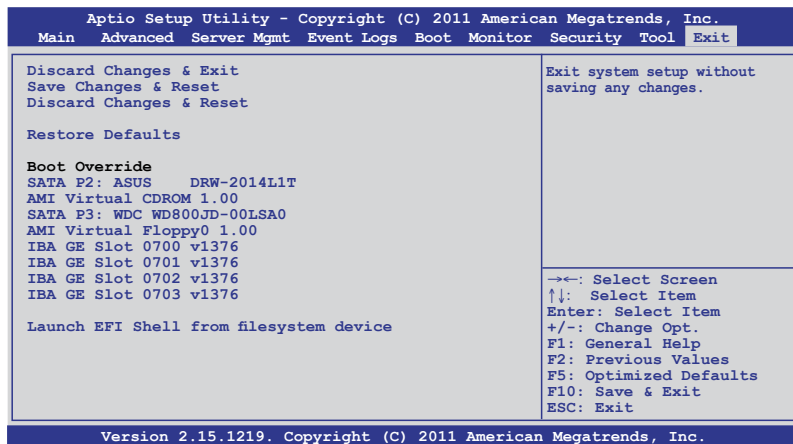 Aptio Setup Utility - Copyright (C) 2011 American Megatrends, Inc.
Main Advanced Server Mgmt Event Logs Boot Monitor Security Tool Exit
Discard Changes & Exit
Save Changes & Reset
Discard Changes & Reset
Restore Defaults
Boot Override
SATA P2: ASUS DRW-2014L1T
AMI Virtual CDROM 1.00
SATA P3: WDC WD800JD-00LSA0
AMI Virtual Floppy0 1.00
IBA GE Slot 0700 v1376
IBA GE Slot 0701 v1376
IBA GE Slot 0702 v1376
IBA GE Slot 0703 v1376
Launch EFI Shell from filesystem device
Exit system setup without
saving any changes.
→←: Select Screen
↑↓: Select Item
Enter: Select Item
+/-: Change Opt.
F1: General Help
F2: Previous Values
F5: Optimized Defaults
F10: Save & Exit
ESC: Exit
Version 2.15.1219. Copyright (C) 2011 American Megatrends, Inc.